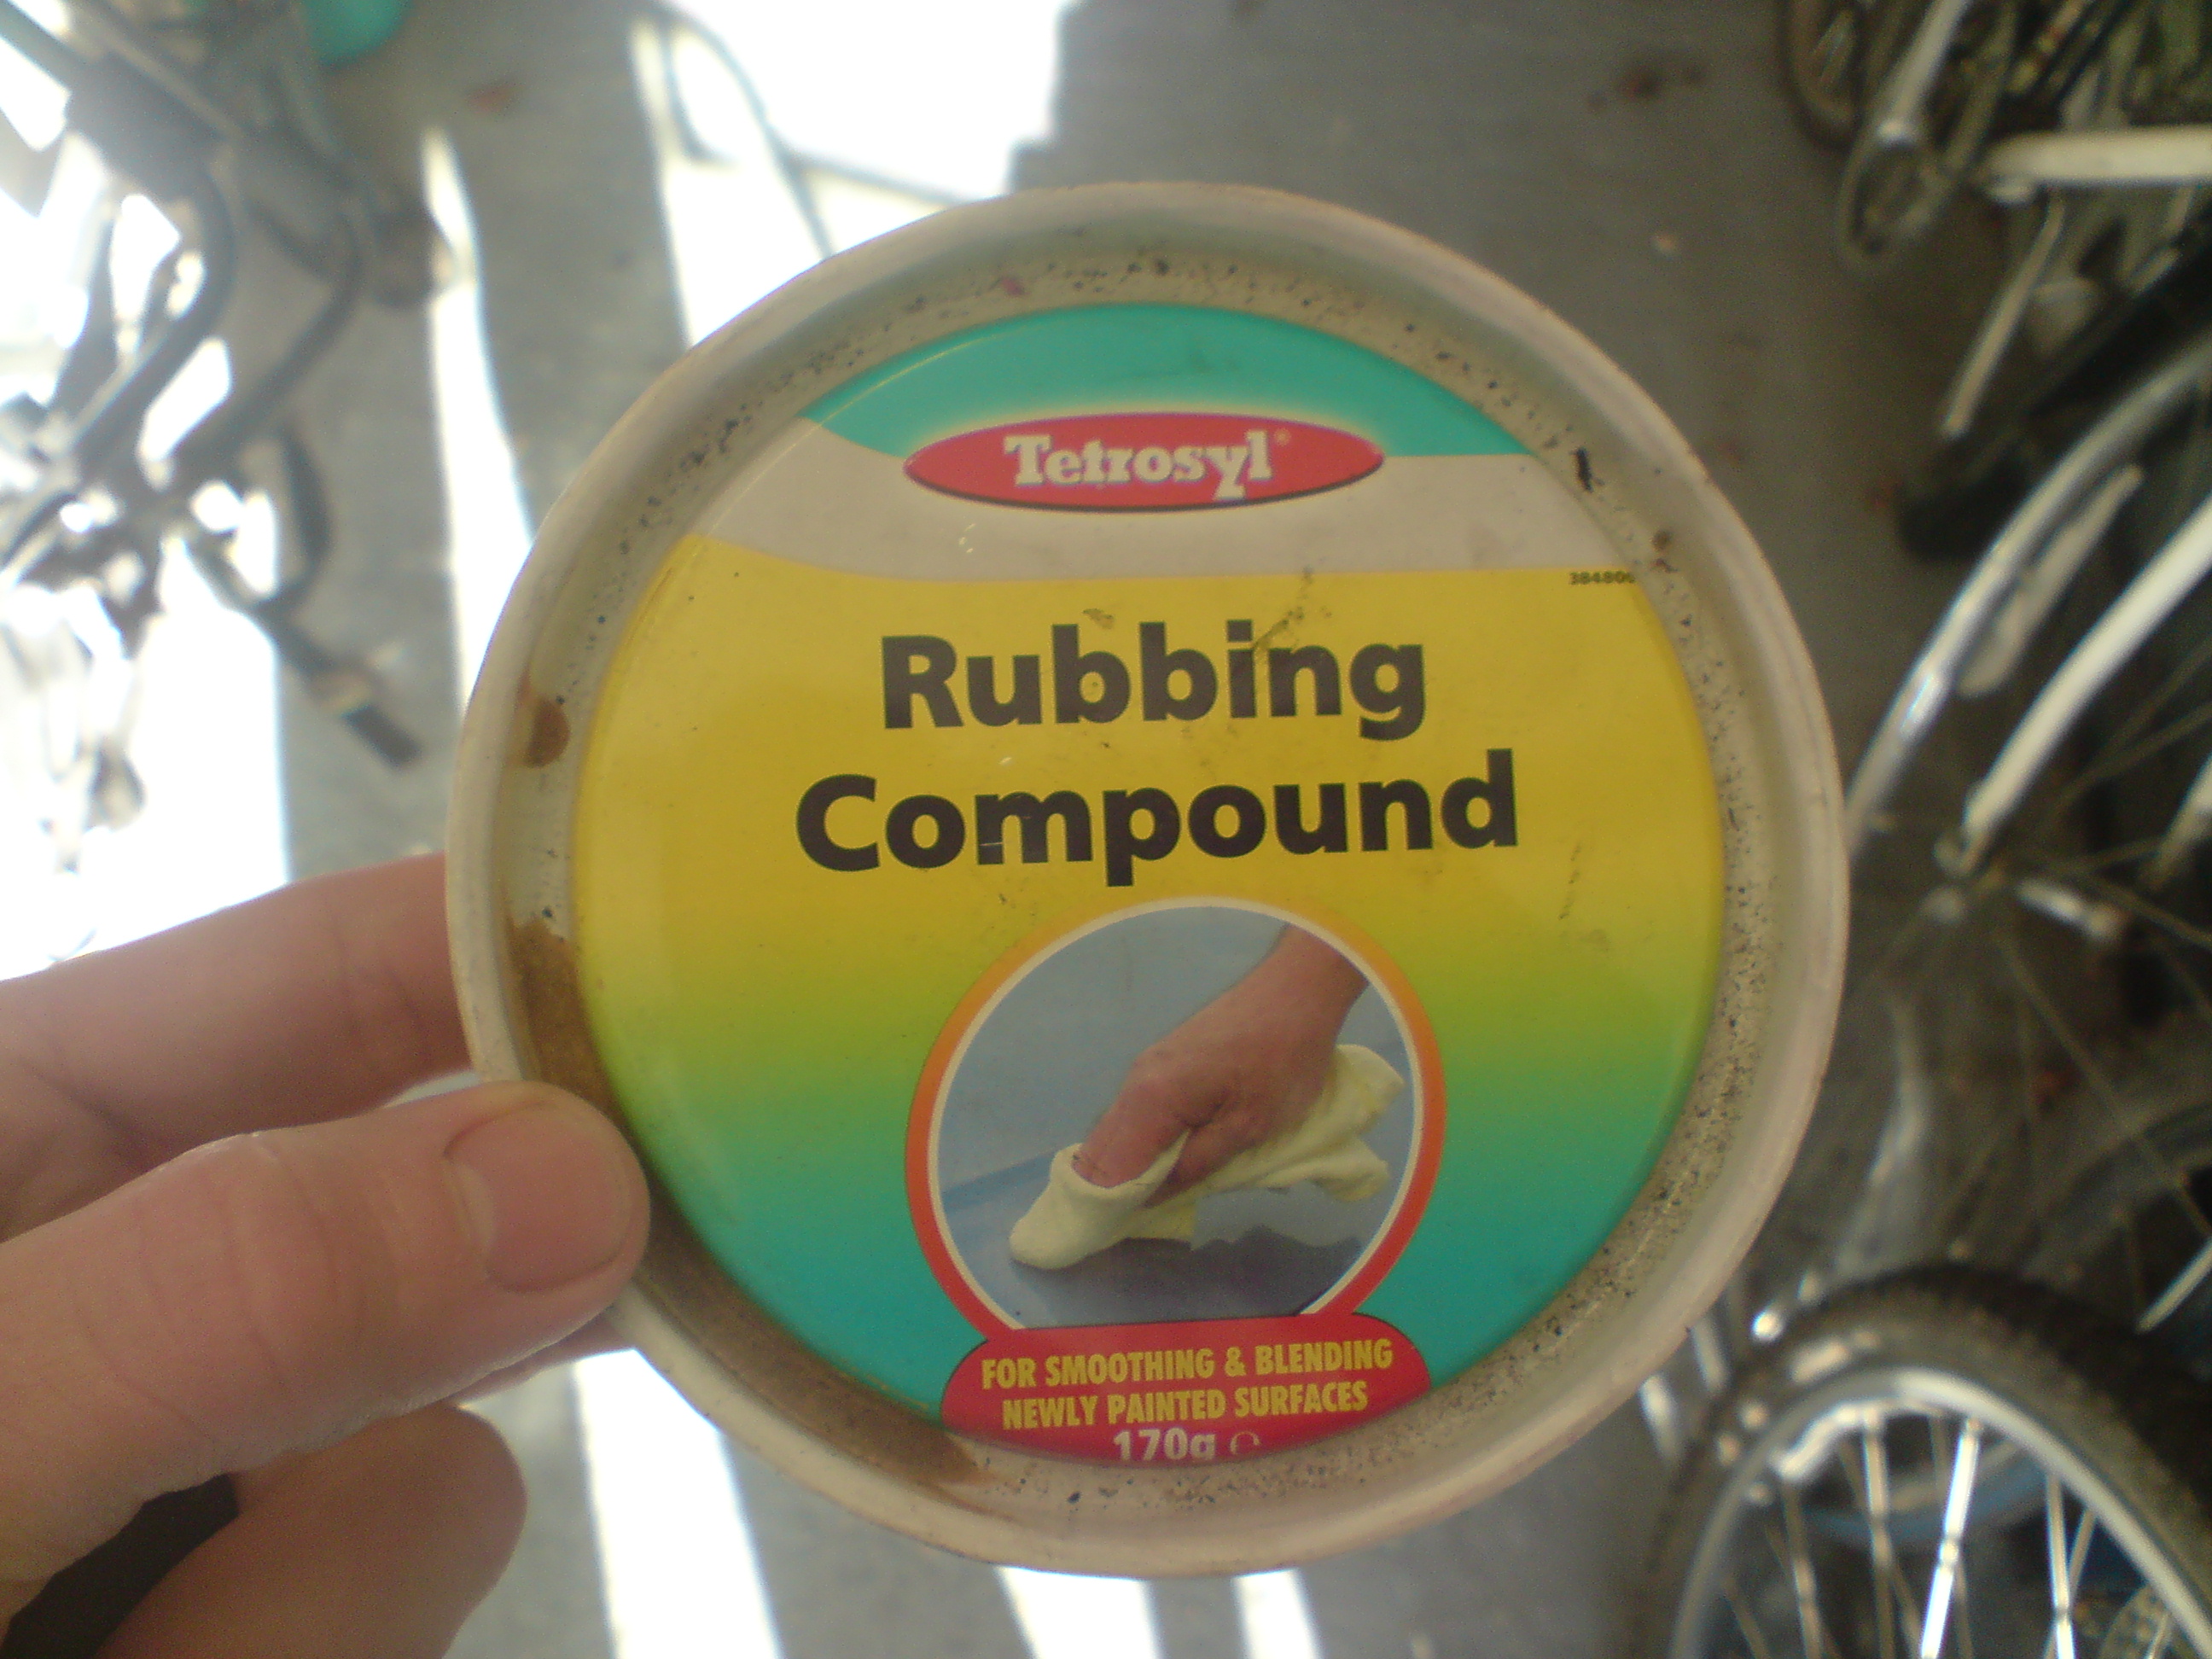 Tetrosyl®
Rubbing
Compound
FOR SMOOTHING & BLENDING
NEWLY PAINTED SURFACES
170g ℮